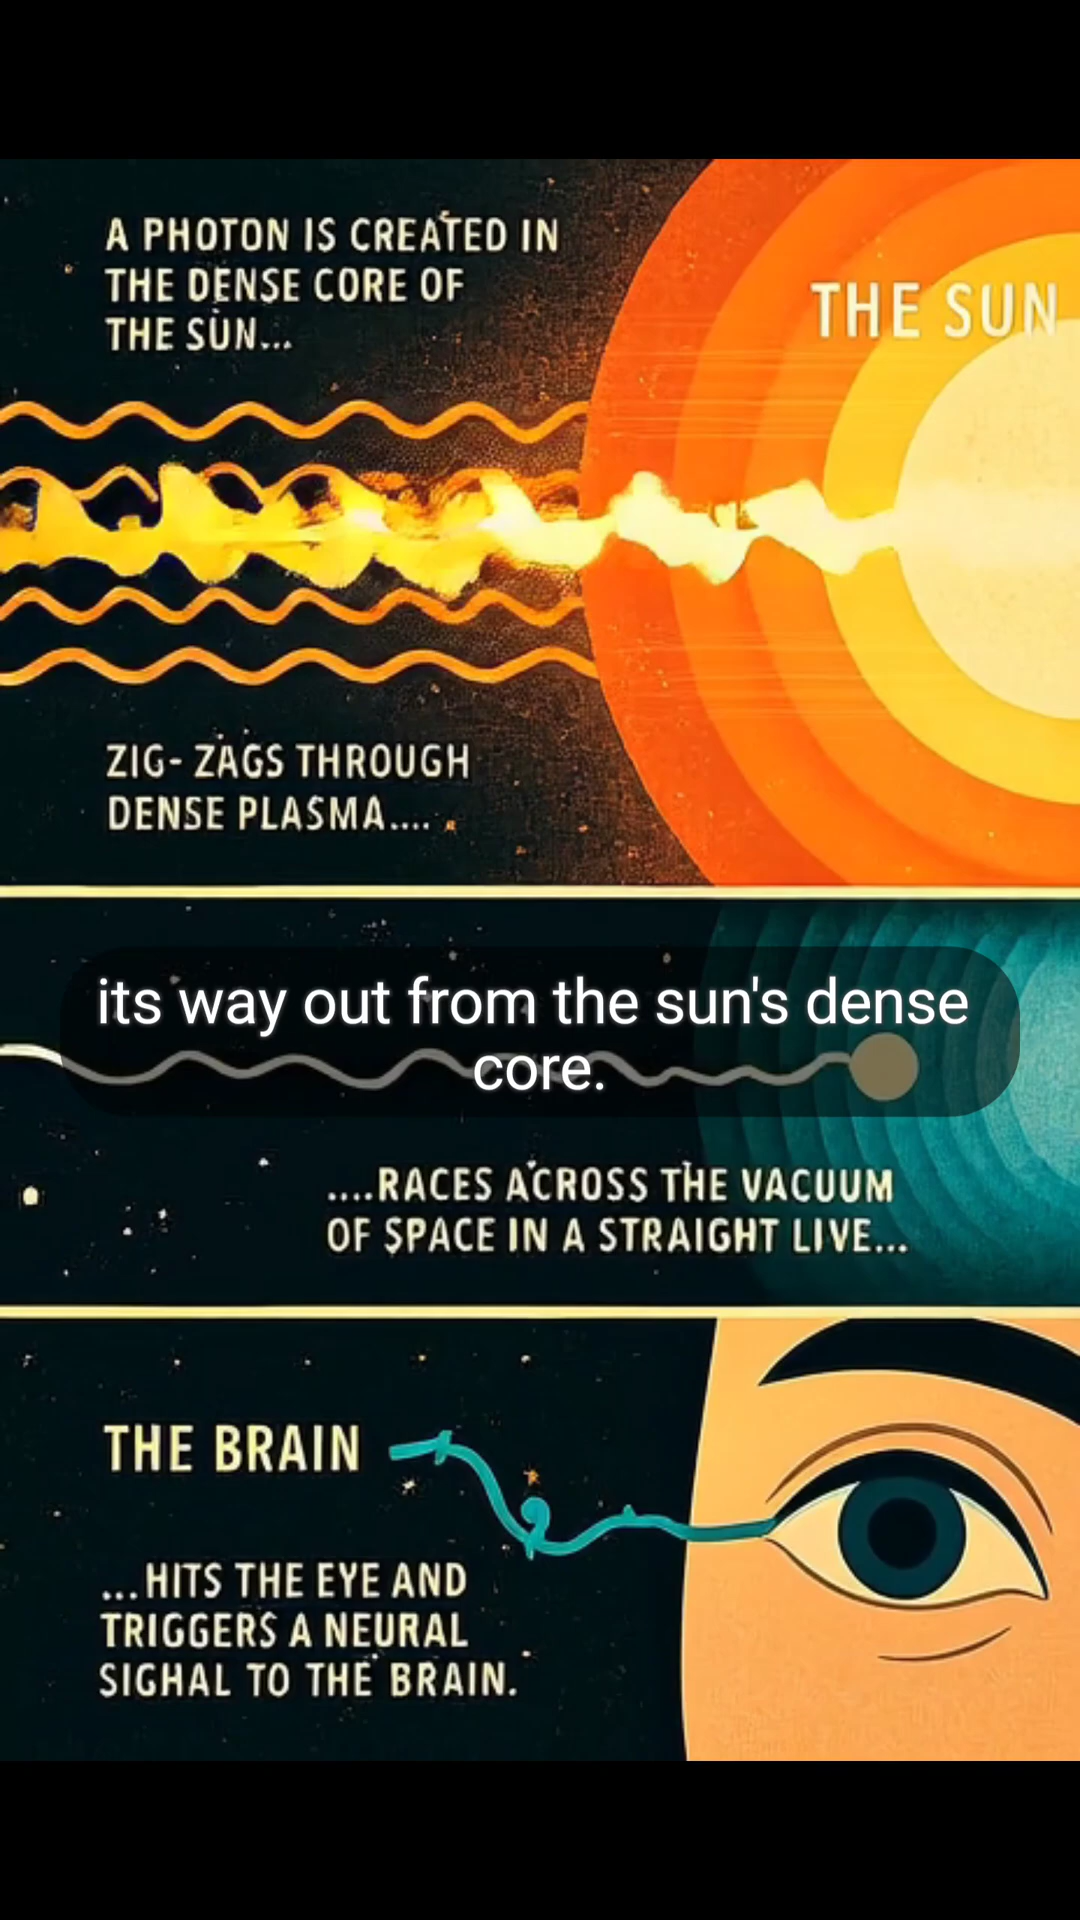 A PHOTON IS CREATED IN
THE DENSE CORE OF
THE SUN...
THE SUN
ZIG- ZAGS THROUGH
DENSE PLASMA....
its way out from the sun's dense
core.
....RACES ACROSS THE VACUUM
OF SPACE IN A STRAIGHT LIVE...
THE BRAIN
...HITS THE EYE AND
TRIGGERS A NEURAL
SIGHAL TO THE BRAIN.